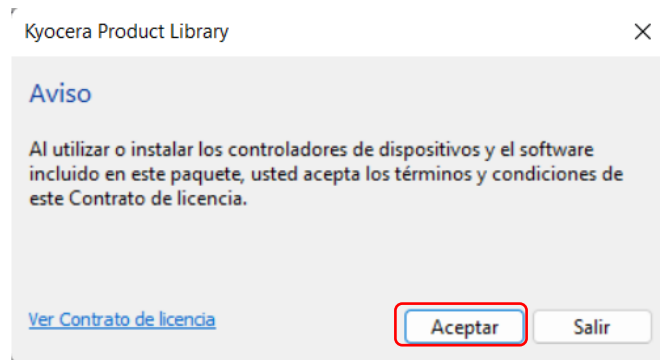 Kyocera Product Library
Aviso
Al utilizar o instalar los controladores de dispositivos y el software
incluido en este paquete, usted acepta los términos y condiciones de
este Contrato de licencia.
Ver Contrato de licencia
Aceptar
Salir